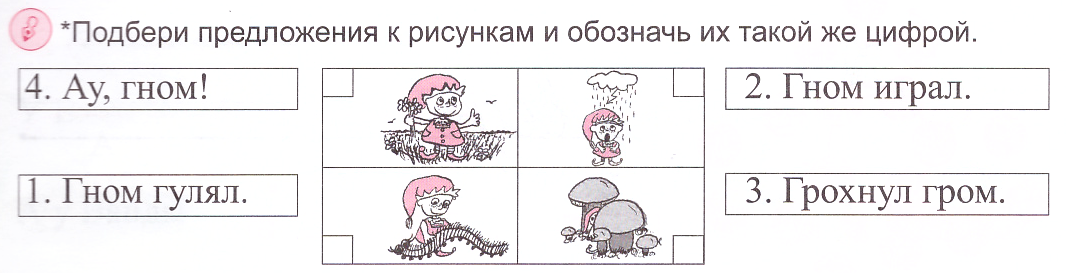 *Подбери предложения к рисункам и обозначь их такой же цифрой.
4. Ау, гном!
2. Гном играл.
1. Гном гулял.
3. Грохнул гром.